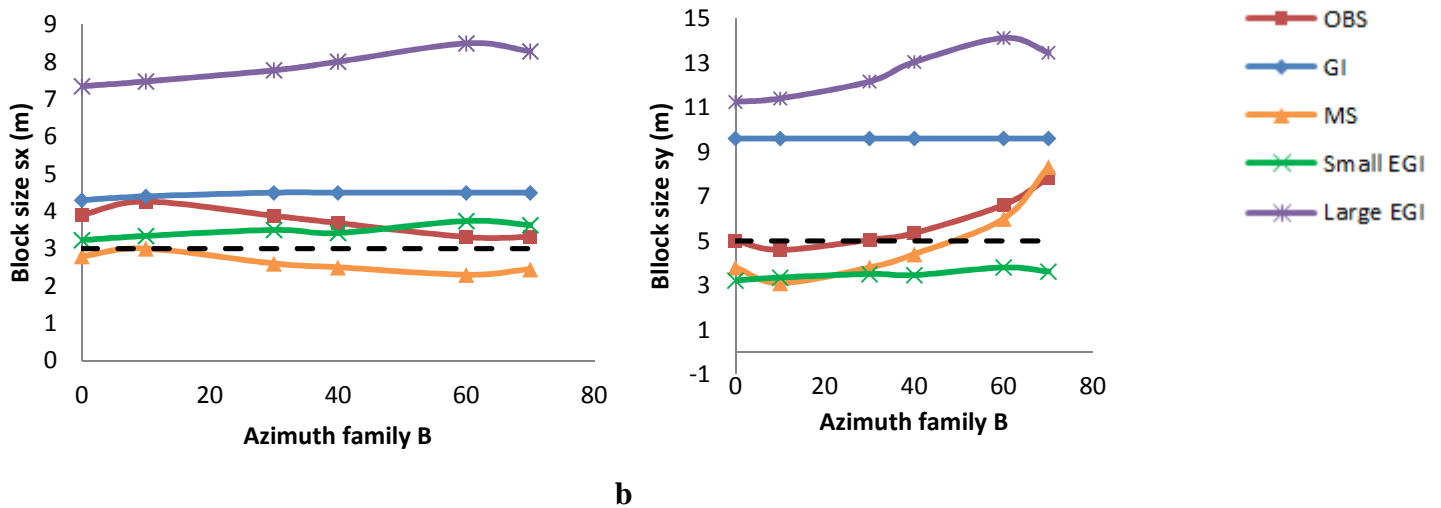 Block size sx (m)
9
8
7
6
5
4
3
2
1
0
0 20 40 60 80
Azimuth family B
Bllock size sy (m)
15
13
11
9
7
5
3
1
-1
0 20 40 60 80
Azimuth family B
OBS
GI
MS
Small EGI
Large EGI
b